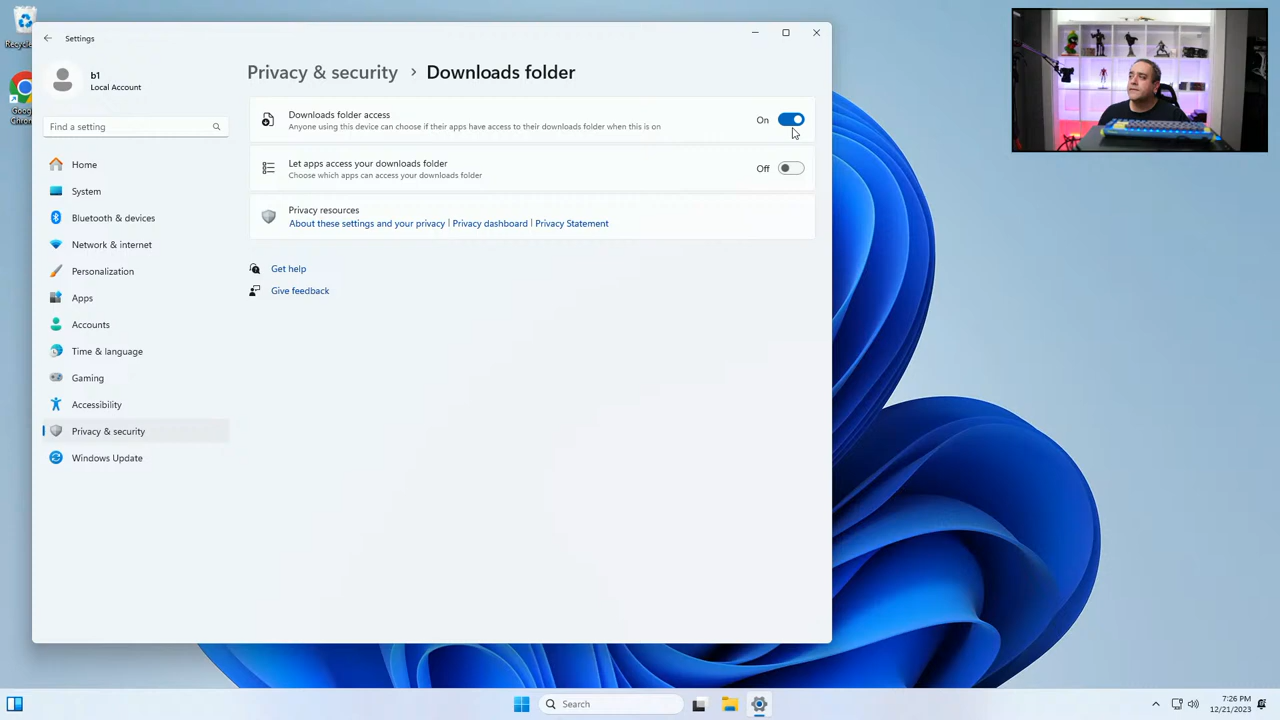 Recycle
Settings
b1
Local Account
Privacy & security > Downloads folder
Find a setting
Home
System
Bluetooth & devices
Network & internet
Personalization
Apps
Accounts
Time & language
Gaming
Accessibility
Privacy & security
Windows Update
Downloads folder access
Anyone using this device can choose if their apps have access to their downloads folder when this is on
On
Let apps access your downloads folder
Choose which apps can access your downloads folder
Off
Privacy resources
About these settings and your privacy | Privacy dashboard | Privacy Statement
Get help
Give feedback
Search
7:26 PM
12/21/2023